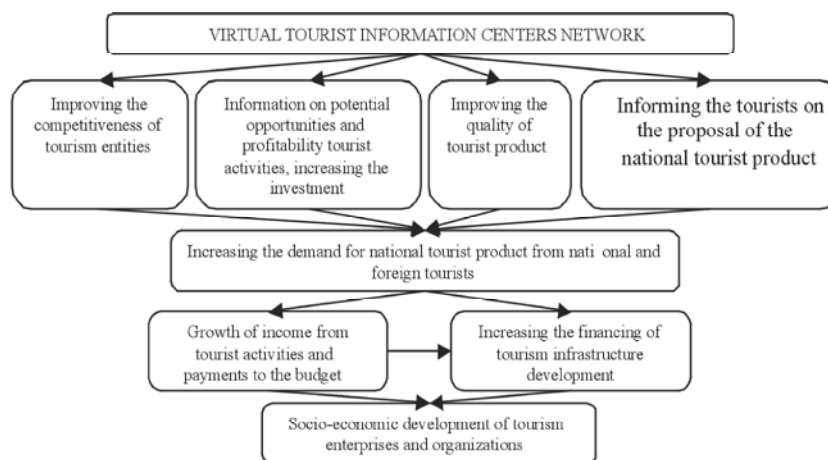 VIRTUAL TOURIST INFORMATION CENTERS NETWORK
Improving the
competitiveness of
tourism entities
Information on potential
opportunities and
profitability tourist
activities, increasing the
investment
Improving the
quality of
tourist product
Informing the tourists on
the proposal of the
national tourist product
Increasing the demand for national tourist product from nati onal and
foreign tourists
Growth of income from
tourist activities and
payments to the budget
Increasing the financing of
tourism infrastructure
development
Socio-economic development of tourism
enterprises and organizations